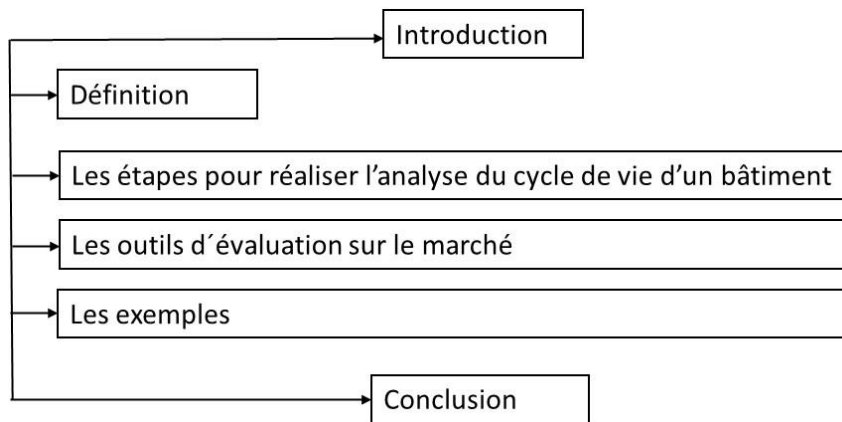 Introduction
Définition
Les étapes pour réaliser l’analyse du cycle de vie d’un bâtiment
Les outils d´évaluation sur le marché
Les exemples
Conclusion